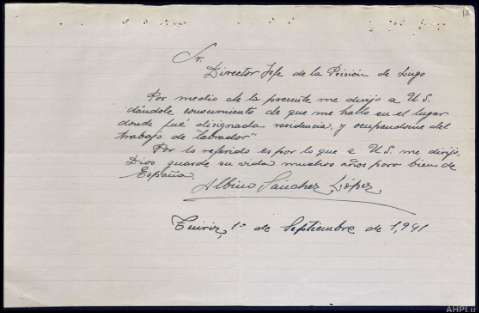 Sr.
Director Jefe de la Prisión de Lugo
Por medio de la presente me dirijo a U.S.
dándole conocimiento de que me hallo en el lugar
donde fué designada residencia, y ocupandome del
trabajo de "labrador"
Por lo referido es por lo que a U.S. me dirijo,
Dios guarde su vida muchos años para bien de
España.
Albino Sánchez López
1º de Septiembre de 1,941
AHPLu